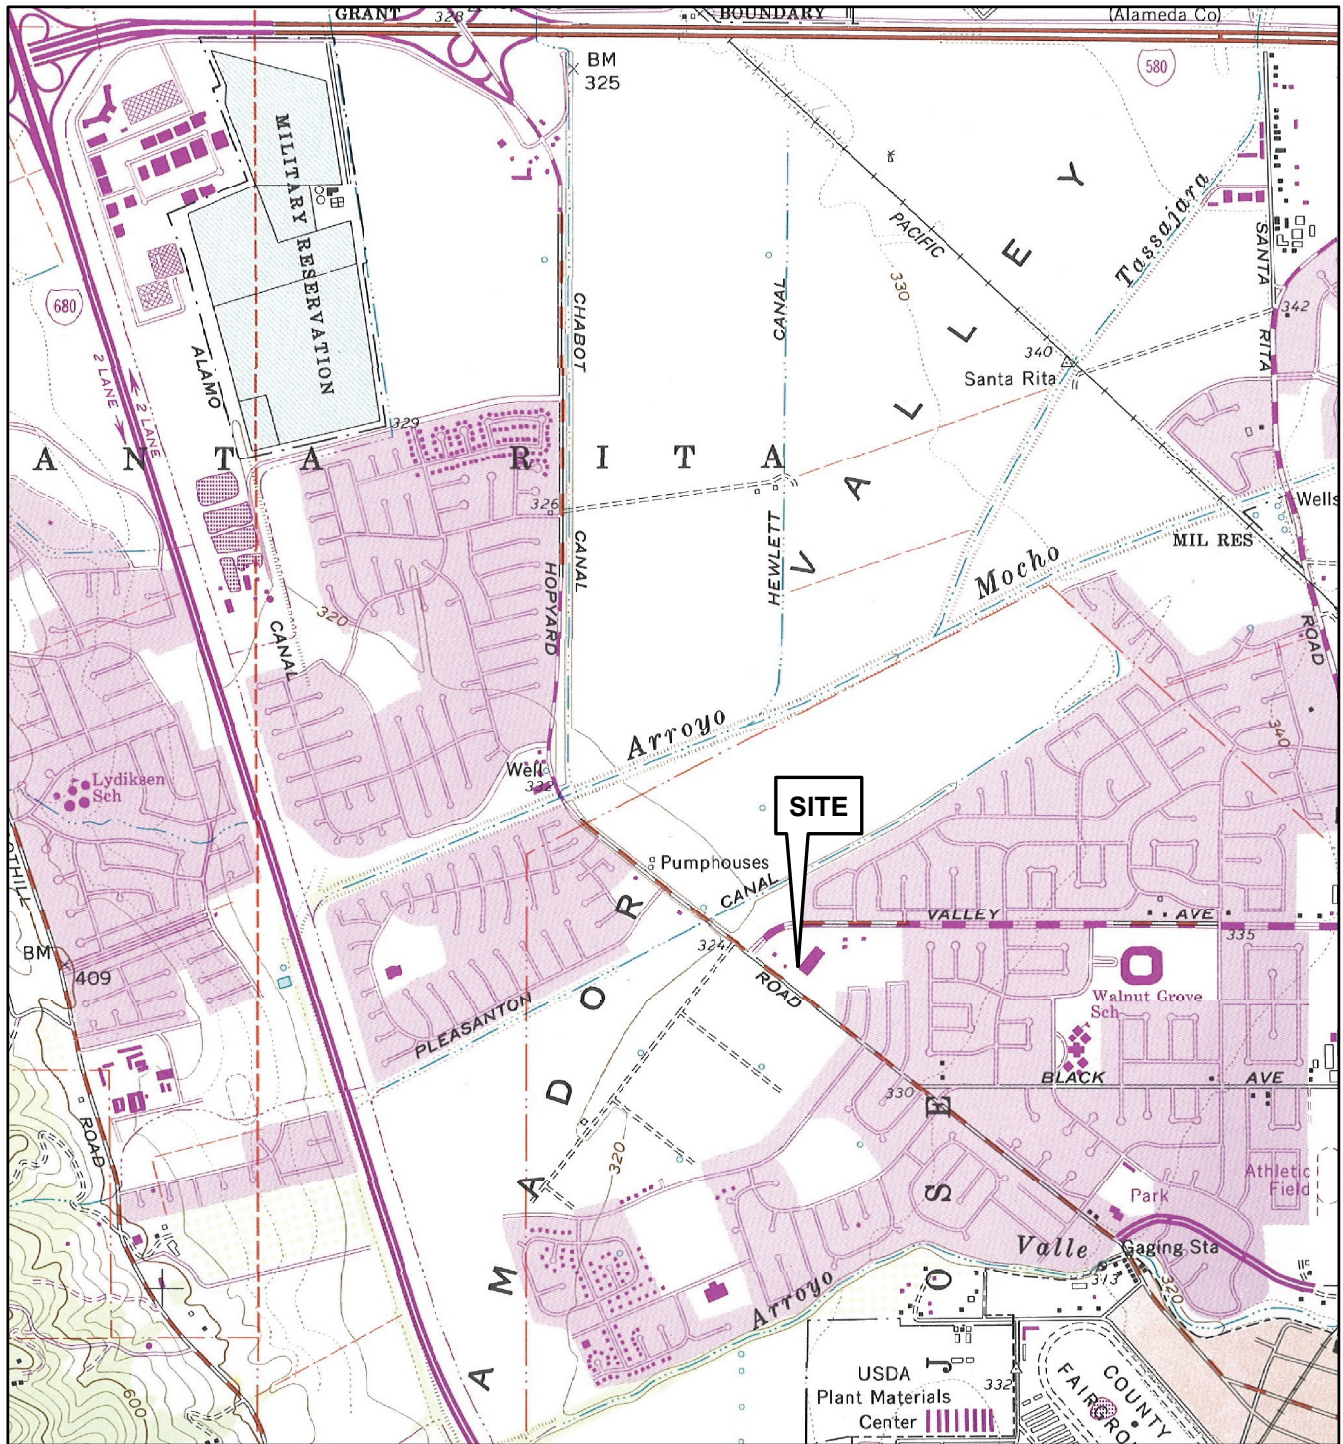 GRANT
328
BOUNDARY
(Alameda Co)
580
BM
325
MILITARY RESERVATION
PACIFIC
330
Tassajara
SANTA
RITA
ROAD
342
680
2 LANE
2 LANE
ALAMO
CANAL
CHABOT
CANAL
HOPYARD
CANAL
HEWLETT
340
Santa Rita
329
ANTA RITA
326
VALLEY
Wells
MIL RES
Arroyo
Mocho
320
340
Lydiksen
Sch
Well
332
SITE
Pumphouses
CANAL
PLEASANTON
324
ROAD
VALLEY
AVE
335
BM
409
Walnut Grove
Sch
BLACK
AVE
330
AMADOR
320
ROAD
Athletic
Field
Park
Valle
Gaging Sta
313
320
Arroyo
JOSE
USDA
Plant Materials
Center
332
COUNTY
600